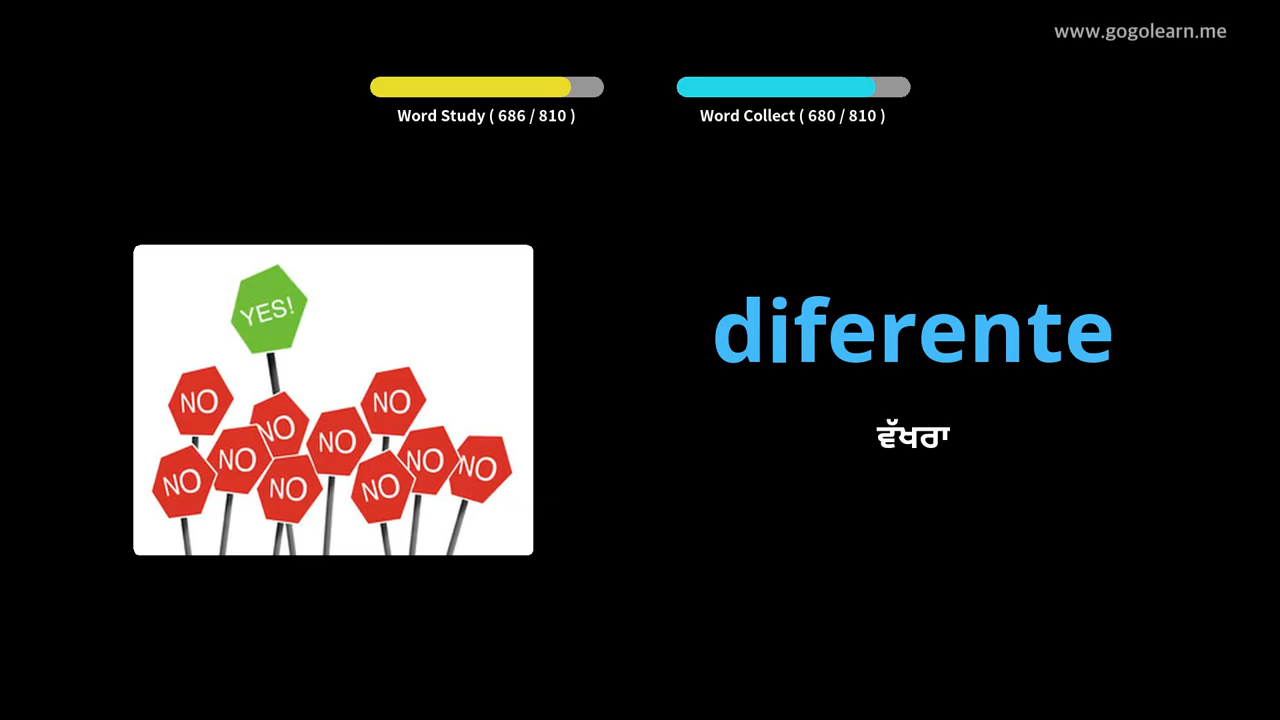 www.gogolearn.me
Word Study ( 686 / 810 )
Word Collect ( 680 / 810 )
YES!
NO
NO
NO
NO
NO
NO
NO
NO
NO
NO
diferente
ਵੱਖਰਾ